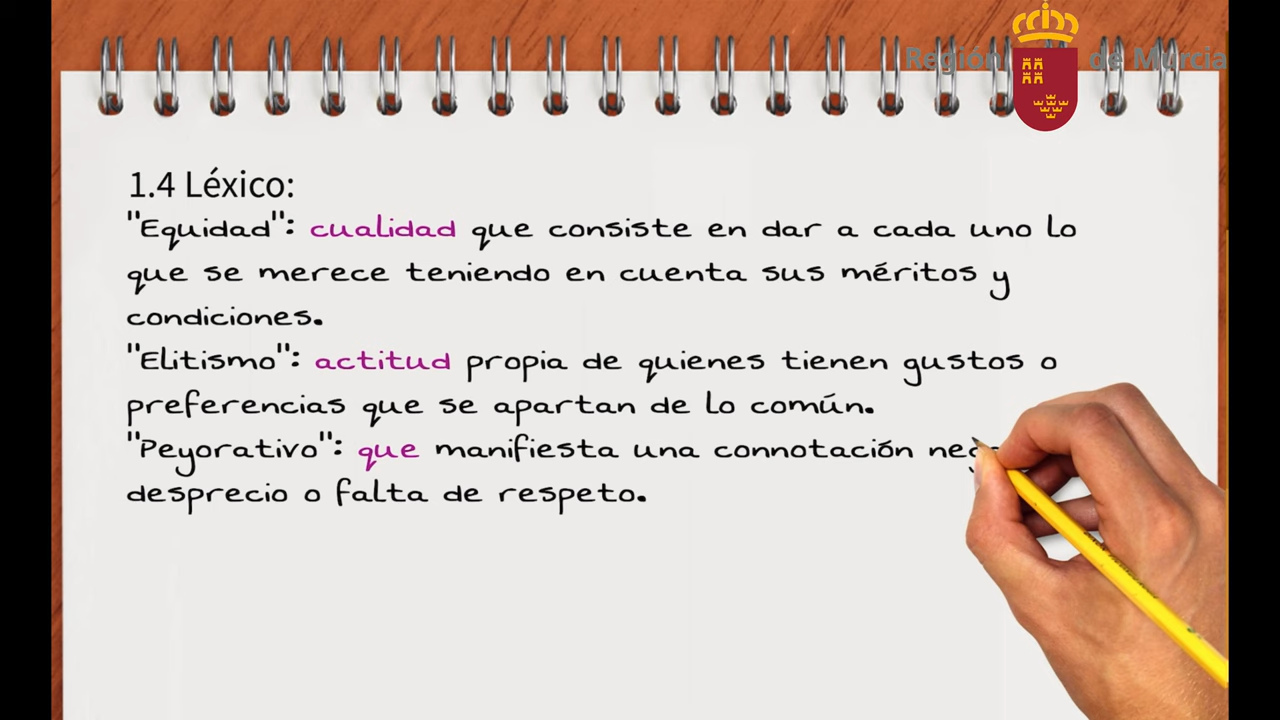 Región de Murcia
1.4 Léxico:
"Equidad": cualidad que consiste en dar a cada uno lo
que se merece teniendo en cuenta sus méritos y
condiciones.
"Elitismo": actitud propia de quienes tienen gustos o
preferencias que se apartan de lo común.
"Peyorativo": que manifiesta una connotación
desprecio o falta de respeto.